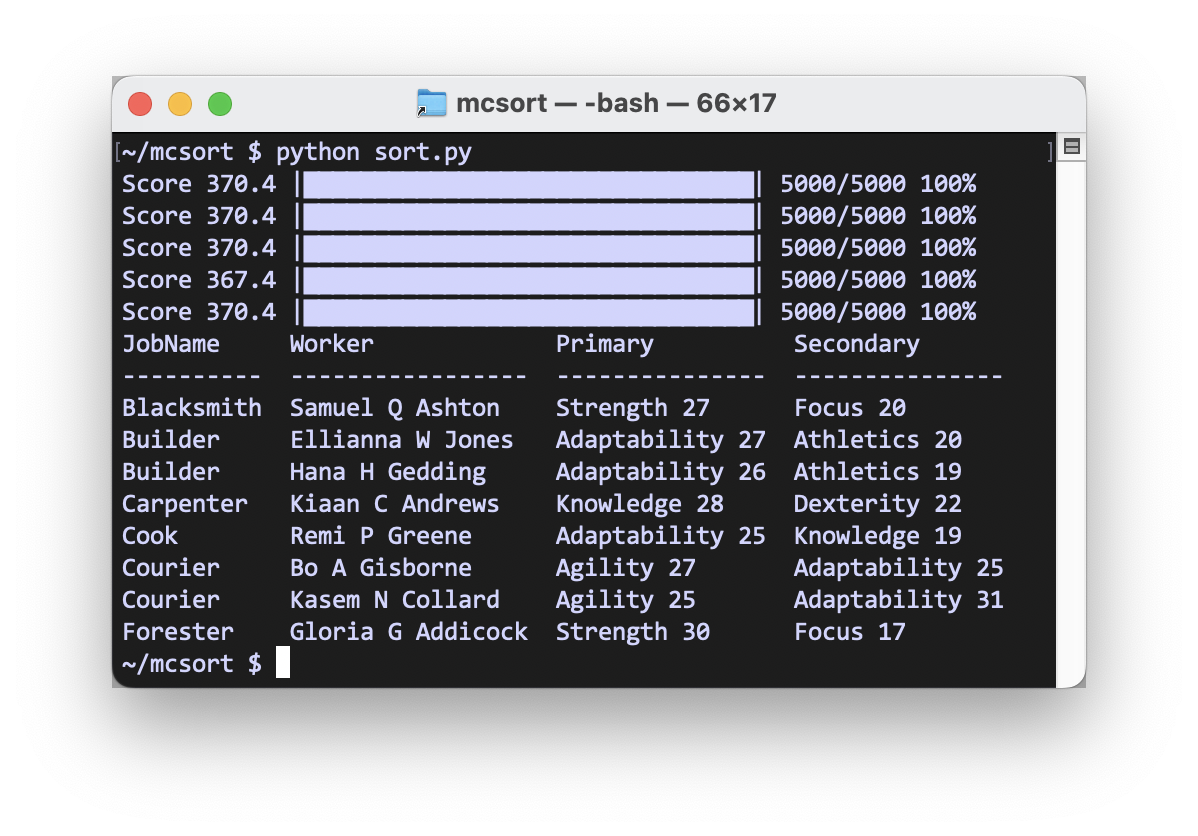 mcsort — -bash — 66×17
[~/mcsort $ python sort.py ]
Score 370.4 | | 5000/5000 100%
Score 370.4 | | 5000/5000 100%
Score 370.4 | | 5000/5000 100%
Score 367.4 | | 5000/5000 100%
Score 370.4 | | 5000/5000 100%
JobName     Worker             Primary          Secondary
----------  -----------------  ---------------  ---------------
Blacksmith  Samuel Q Ashton    Strength 27      Focus 20
Builder     Ellianna W Jones   Adaptability 27  Athletics 20
Builder     Hana H Gedding     Adaptability 26  Athletics 19
Carpenter   Kiaan C Andrews    Knowledge 28     Dexterity 22
Cook        Remi P Greene      Adaptability 25  Knowledge 19
Courier     Bo A Gisborne      Agility 27       Adaptability 25
Courier     Kasem N Collard    Agility 25       Adaptability 31
Forester    Gloria G Addicock  Strength 30      Focus 17
~/mcsort $